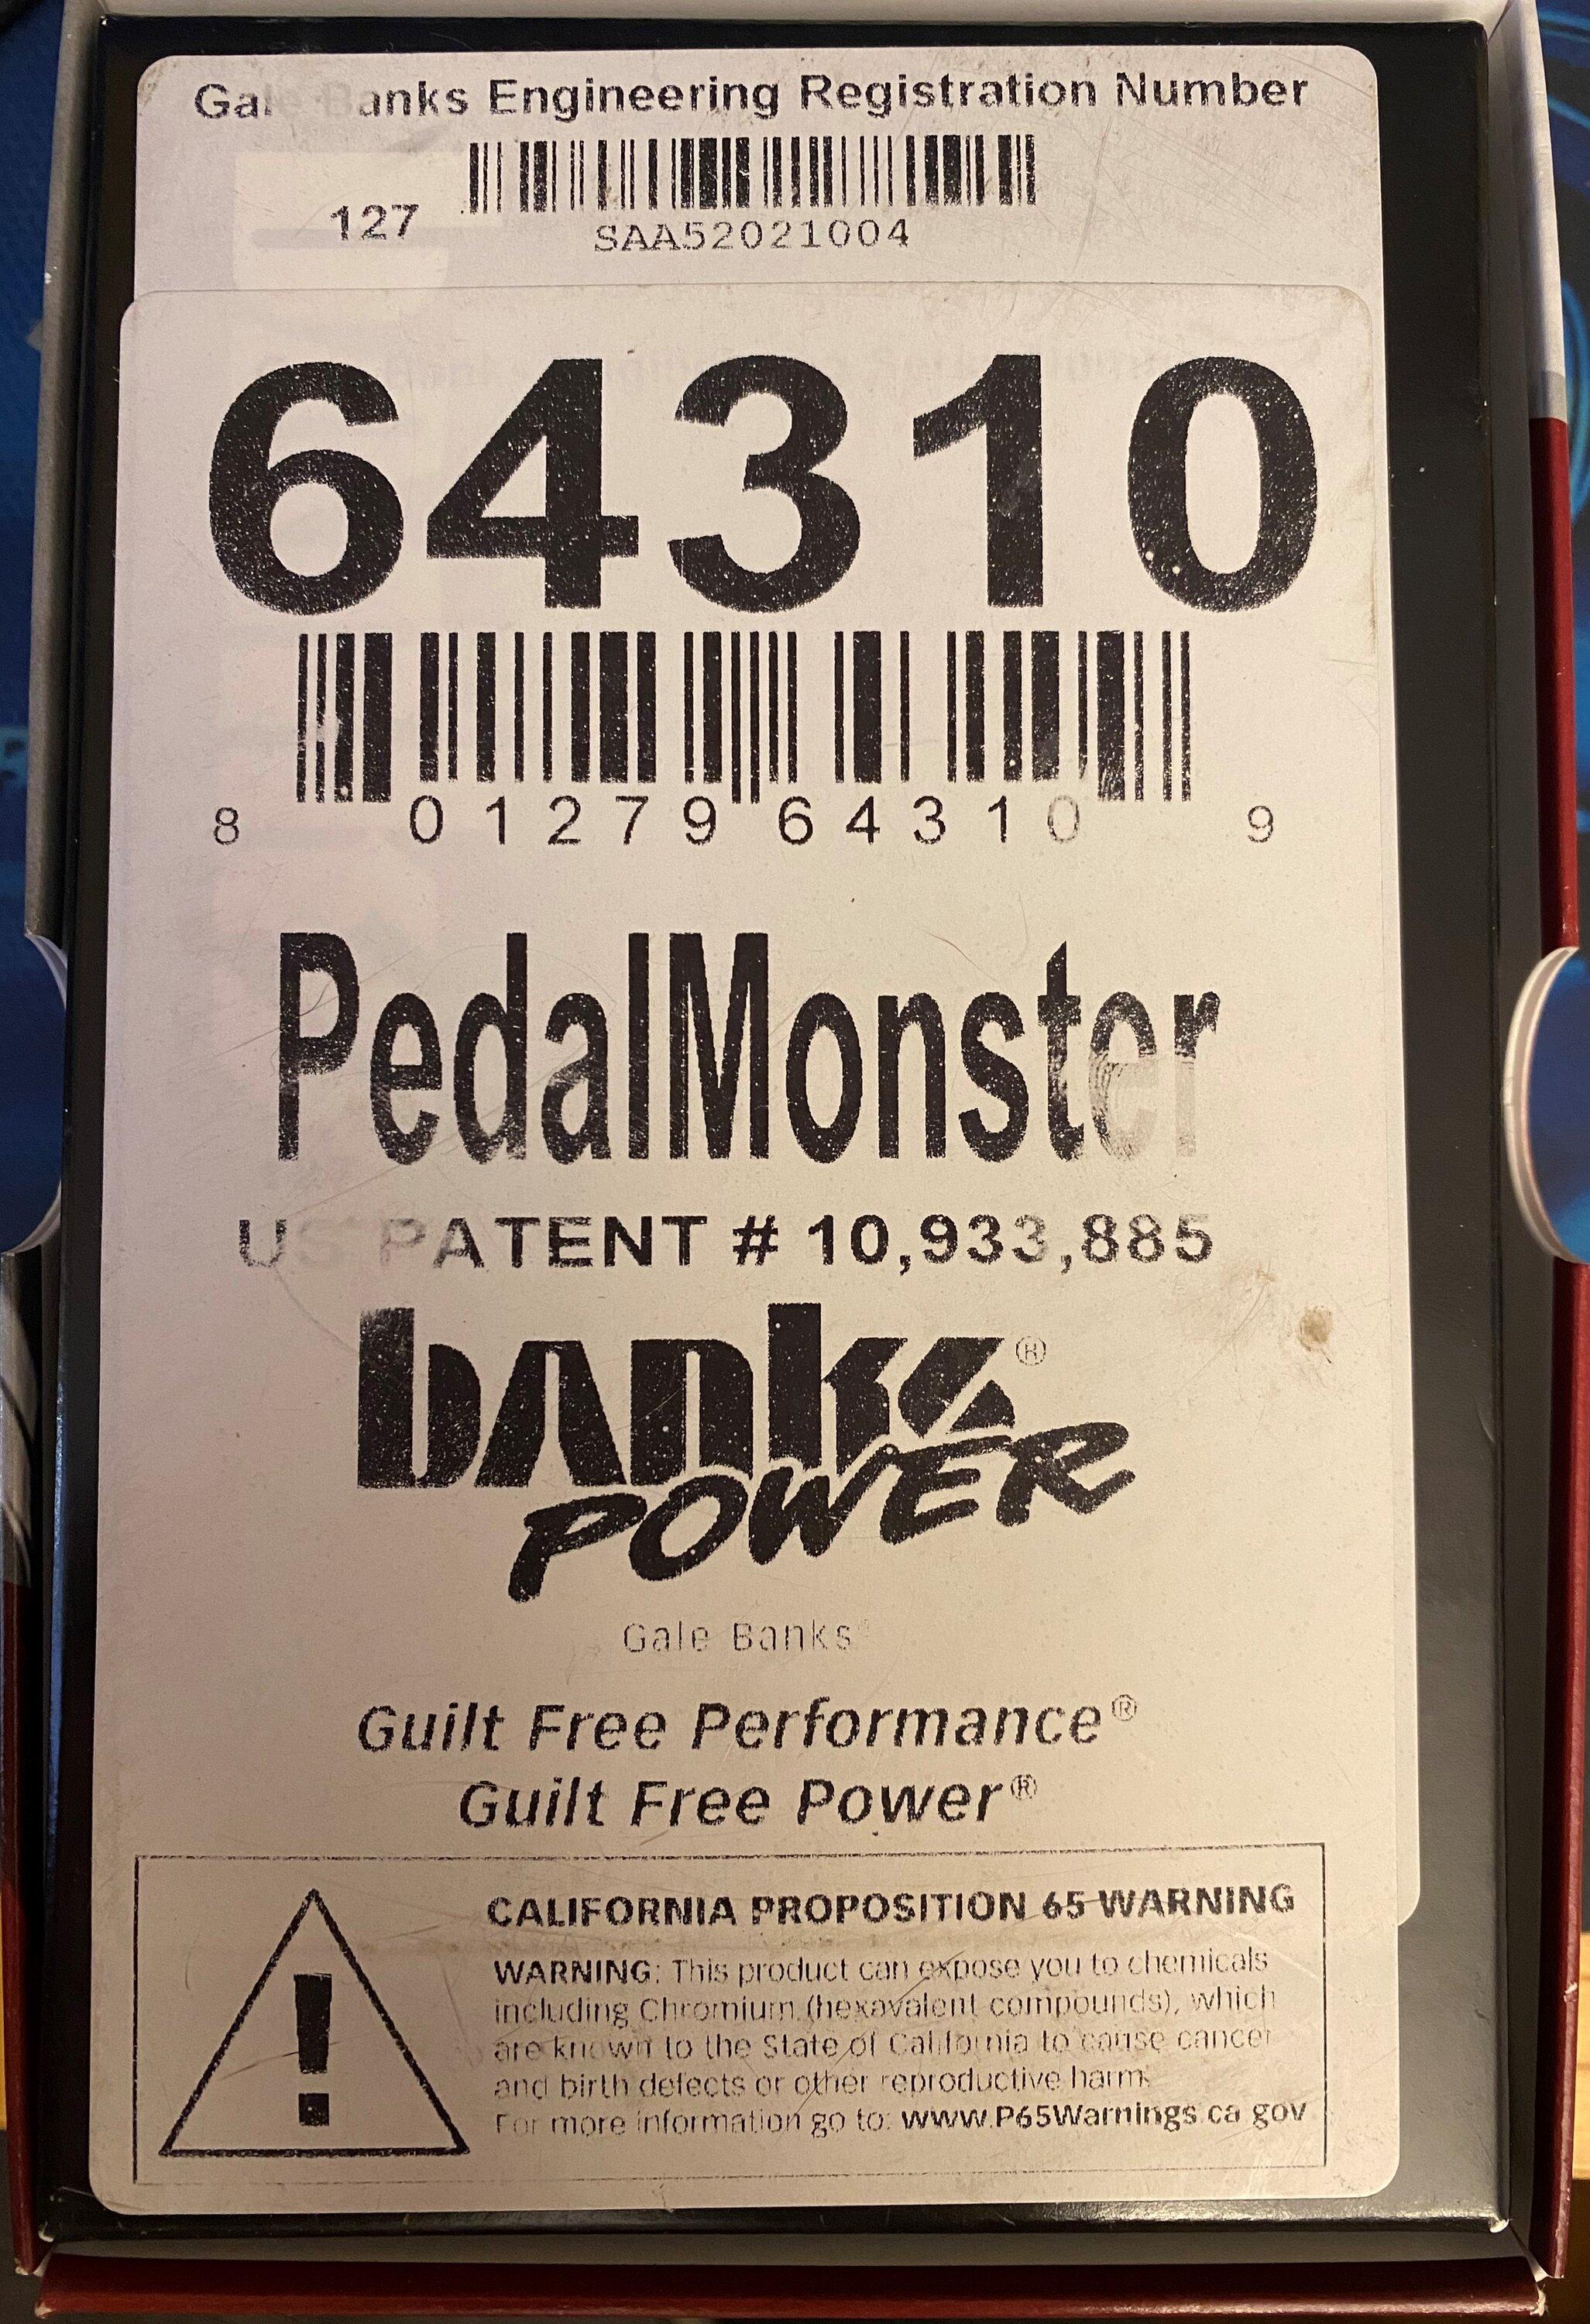 Gale Banks Engineering Registration Number
127
SAA52021004
64310
8 01279 64310 9
PedalMonster
US PATENT # 10,933,885
banks®
POWER
Gale Banks®
Guilt Free Performance®
Guilt Free Power®
CALIFORNIA PROPOSITION 65 WARNING
WARNING: This product can expose you to chemicals
including Chromium (hexavalent compounds), which
are known to the State of California to cause cancer
and birth defects or other reproductive harm.
For more information go to: www.P65Warnings.ca.gov